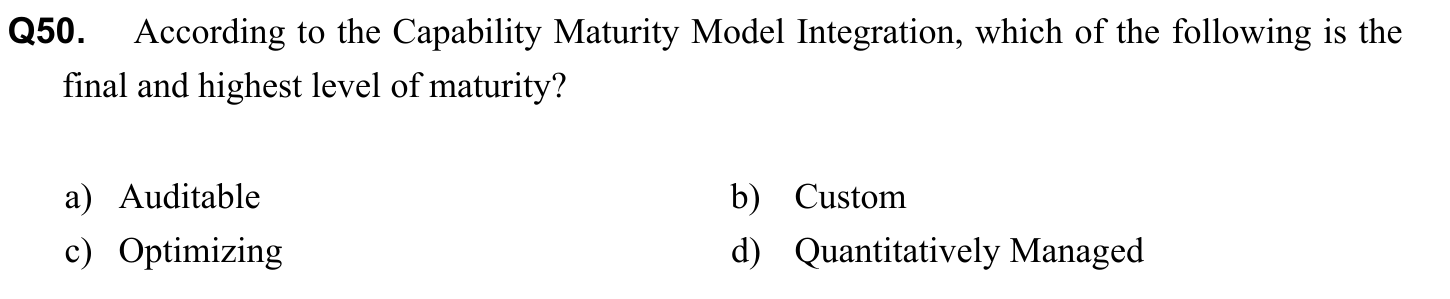 Q50. According to the Capability Maturity Model Integration, which of the following is the
final and highest level of maturity?
a) Auditable b) Custom
c) Optimizing d) Quantitatively Managed